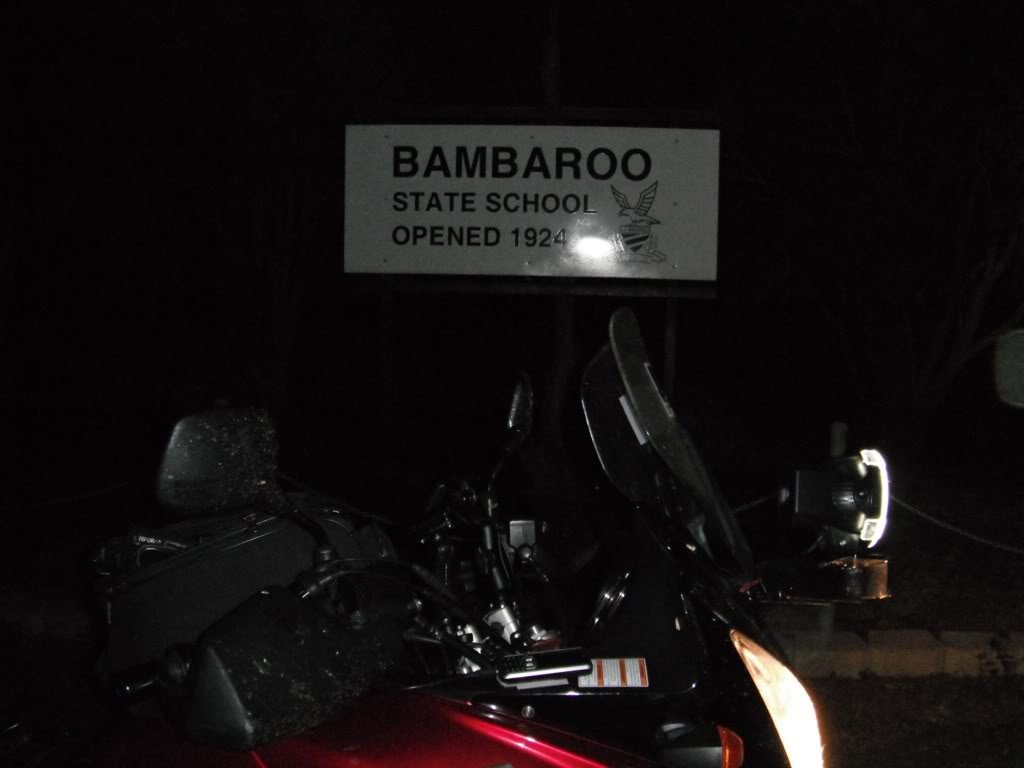 BAMBAROO
STATE SCHOOL
OPENED 1924